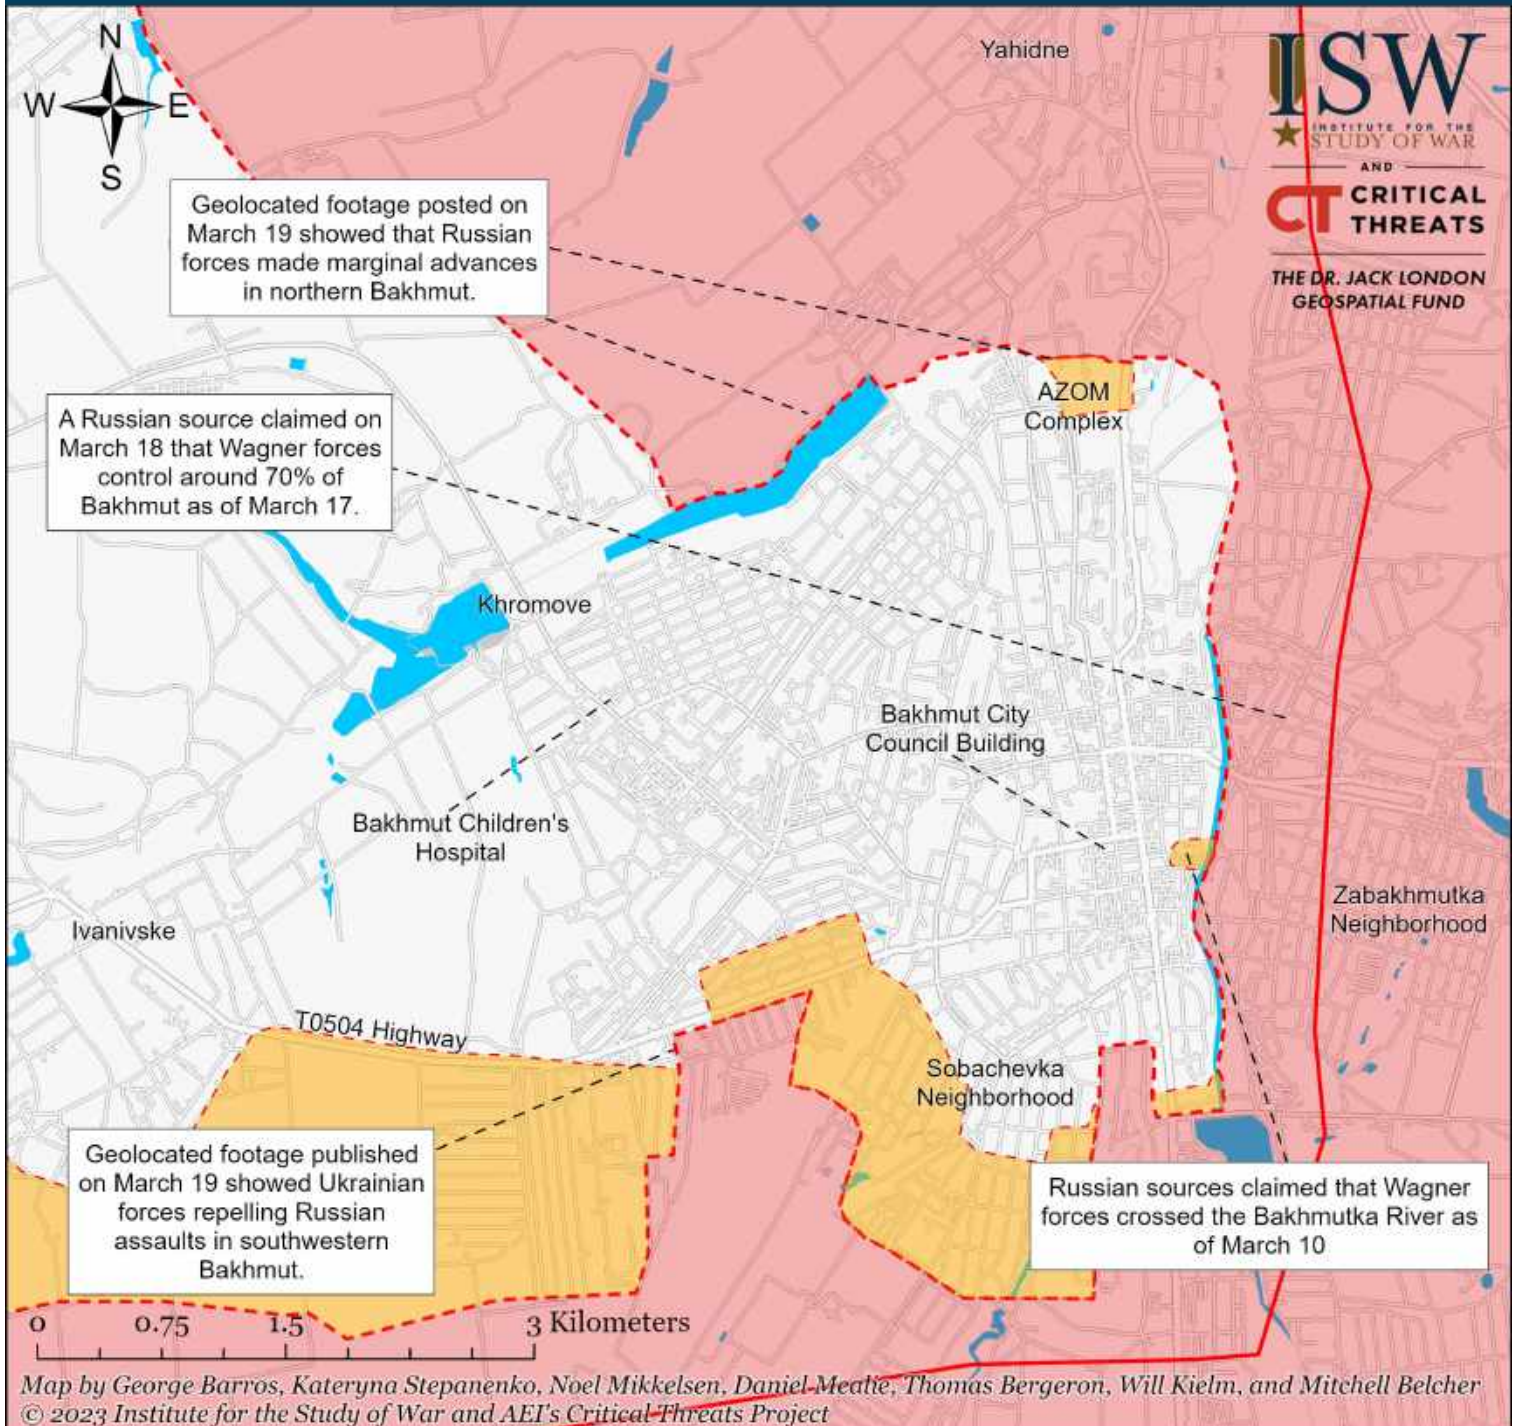 N
W E
S
Yahidne
ISW
INSTITUTE FOR THE
STUDY OF WAR
AND
CT CRITICAL
THREATS
THE DR. JACK LONDON
GEOSPATIAL FUND
Geolocated footage posted on
March 19 showed that Russian
forces made marginal advances
in northern Bakhmut.
AZOM
Complex
A Russian source claimed on
March 18 that Wagner forces
control around 70% of
Bakhmut as of March 17.
Khromove
Bakhmut City
Council Building
Bakhmut Children's
Hospital
Zabakhmutka
Neighborhood
Ivanivske
T0504 Highway
Sobachevka
Neighborhood
Geolocated footage published
on March 19 showed Ukrainian
forces repelling Russian
assaults in southwestern
Bakhmut.
Russian sources claimed that Wagner
forces crossed the Bakhmutka River as
of March 10
0 0.75 1.5 3 Kilometers
Map by George Barros, Kateryna Stepanenko, Noel Mikkelsen, Daniel Mealie, Thomas Bergeron, Will Kielm, and Mitchell Belcher
© 2023 Institute for the Study of War and AEI's Critical Threats Project